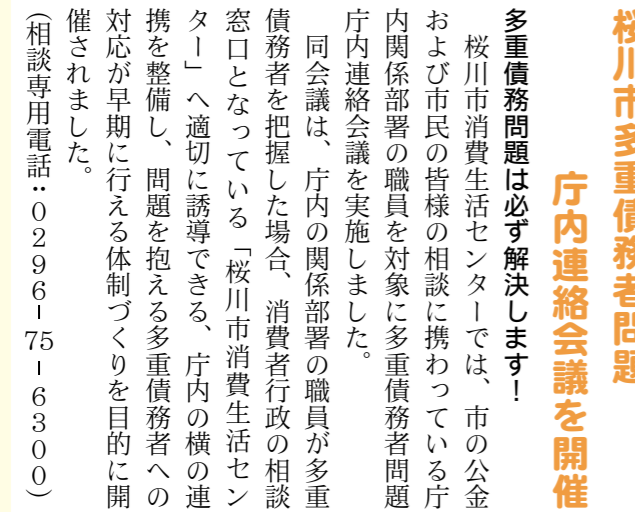 桜川市多重債務者問題
庁内連絡会議を開催
多重債務問題は必ず解決します！
　桜川市消費生活センターでは、市の公金
および市民の皆様の相談に携わっている庁
内関係部署の職員を対象に多重債務者問題
庁内連絡会議を実施しました。
　同会議は、庁内の関係部署の職員が多重
債務者を把握した場合、消費者行政の相談
窓口となっている「桜川市消費生活セン
ター」へ適切に誘導できる、庁内の横の連
携を整備し、問題を抱える多重債務者への
対応が早期に行える体制づくりを目的に開
催されました。
（相談専用電話：０２９６-75-６３００）